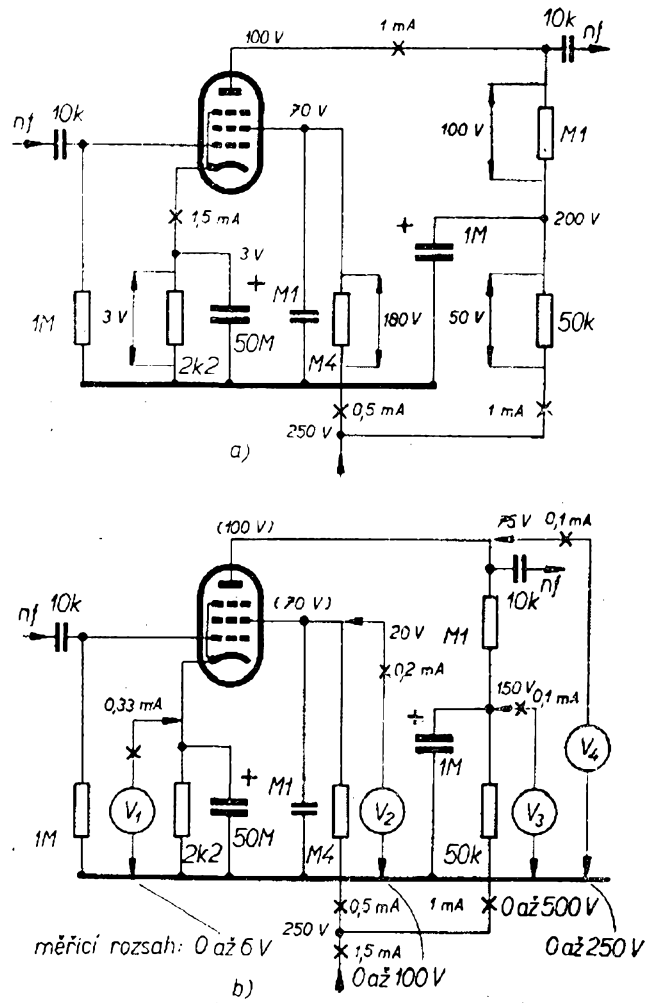 1 mA
10k
100 V
nf
10k
70 V
nf
100 V
M1
1,5 mA
+
1M
200 V
3 V
+
1M
3 V
M1
180V
50 V
50k
50M
2k2
M4
0,5 mA
1 mA
250 V
a)
(100 V)
75 V
0,1 mA
10k
nf
10k
(70 V)
nf
20V
M1
0,2 mA
0,33 mA
150V
0,1 mA
+
V4
1M
+
M1
V1
V2
V3
1M
50M
2k2
M4
50k
0,5 mA
1 mA
0 až 500 V
250 V
měřicí rozsah: 0 až 6 V
0 až 250 V
1,5 mA
0 až 100 V
b)